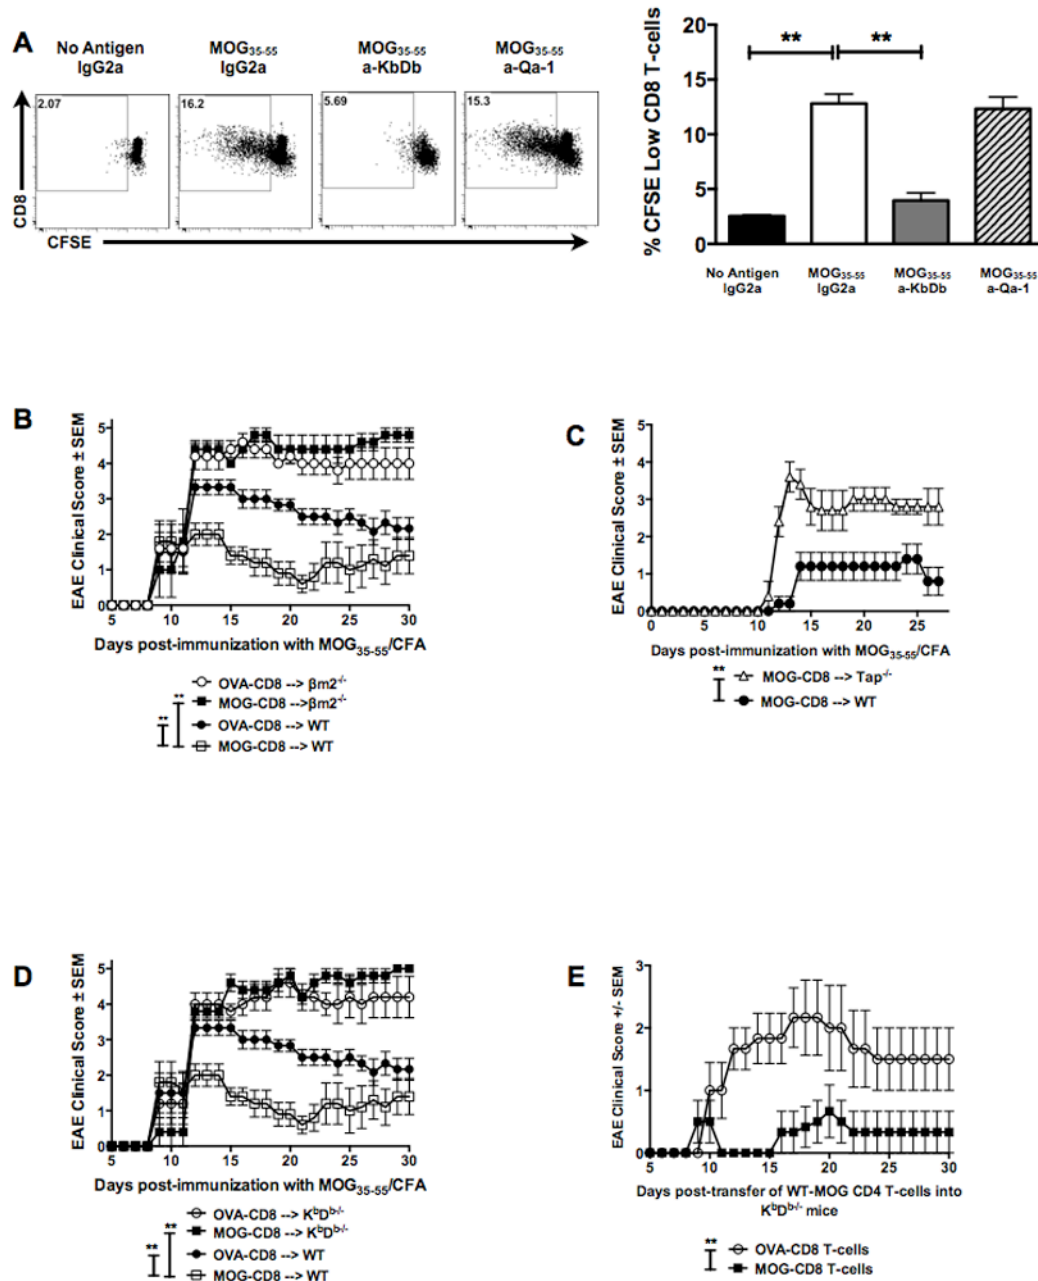 A
No Antigen IgG2a
MOG35-55 IgG2a
MOG35-55 a-KbDb
MOG35-55 a-Qa-1
2.07
16.2
5.69
15.3
CD8
CFSE
% CFSE Low CD8 T-cells
20
15
10
5
0
**
**
No Antigen IgG2a
MOG35-55 IgG2a
MOG35-55 a-KbDb
MOG35-55 a-Qa-1
B
EAE Clinical Score ± SEM
5
4
3
2
1
0
5 10 15 20 25 30
Days post-immunization with MOG35-55/CFA
OVA-CD8 --> βm2-/-
MOG-CD8 -->βm2-/-
OVA-CD8 --> WT
MOG-CD8 --> WT
**
**
C
EAE Clinical Score ± SEM
5
4
3
2
1
0
0 5 10 15 20 25
Days post-immunization with MOG35-55/CFA
**
MOG-CD8 --> Tap-/-
MOG-CD8 --> WT
D
EAE Clinical Score ± SEM
5
4
3
2
1
0
5 10 15 20 25 30
Days post-immunization with MOG35-55/CFA
OVA-CD8 --> KbDb-/-
MOG-CD8 --> KbDb-/-
OVA-CD8 --> WT
MOG-CD8 --> WT
**
**
E
EAE Clinical Score +/- SEM
3
2
1
0
5 10 15 20 25 30
Days post-transfer of WT-MOG CD4 T-cells into
KbDb-/- mice
**
OVA-CD8 T-cells
MOG-CD8 T-cells